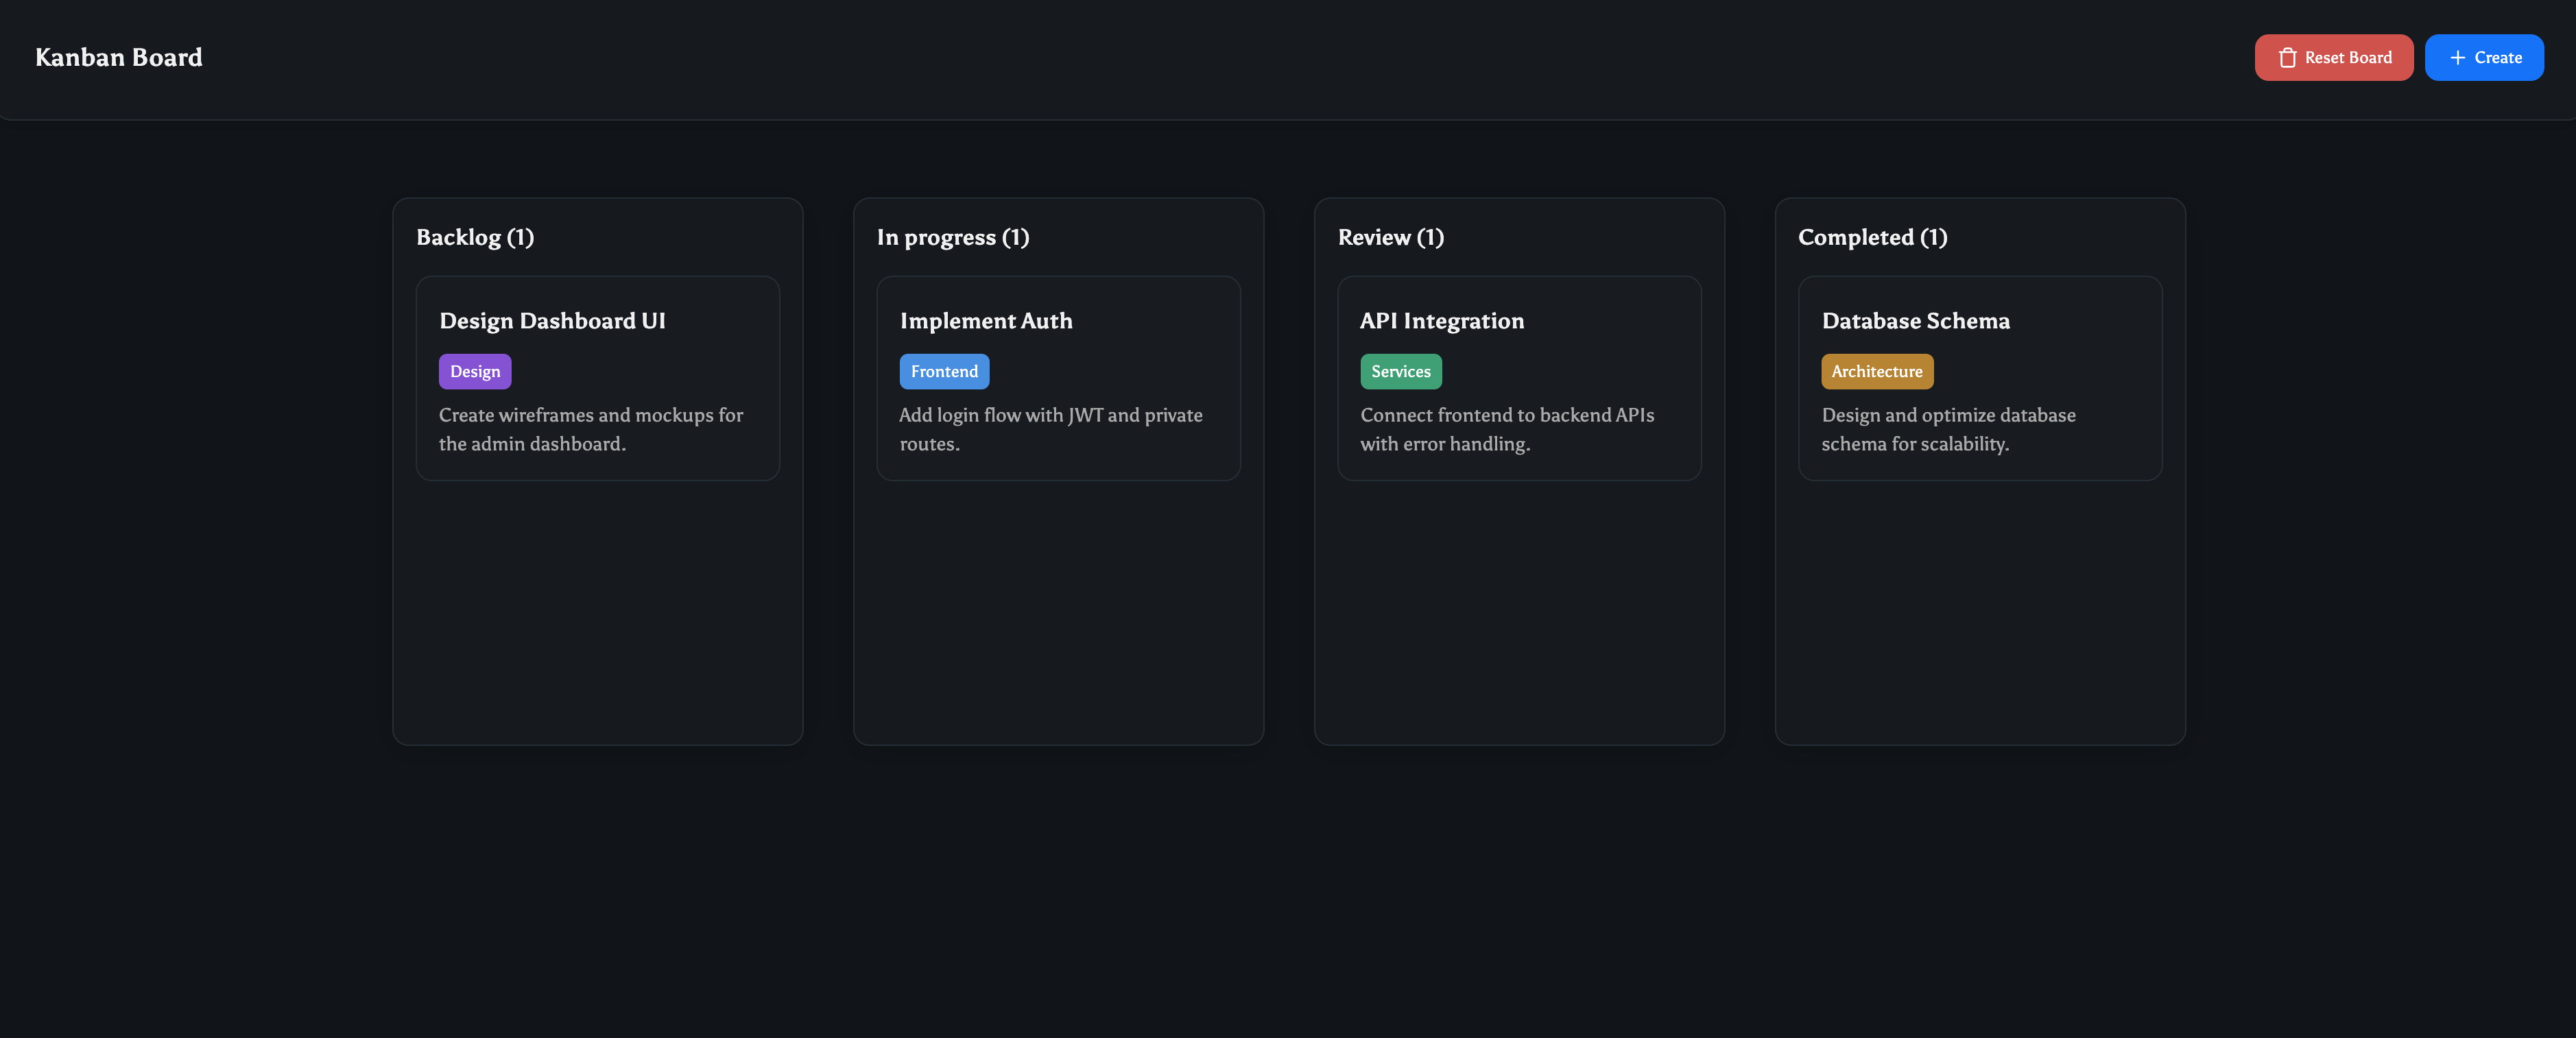 Kanban Board
Reset Board
Create
Backlog (1)
Design Dashboard UI
Design
Create wireframes and mockups for
the admin dashboard.
In progress (1)
Implement Auth
Frontend
Add login flow with JWT and private
routes.
Review (1)
API Integration
Services
Connect frontend to backend APIs
with error handling.
Completed (1)
Database Schema
Architecture
Design and optimize database
schema for scalability.